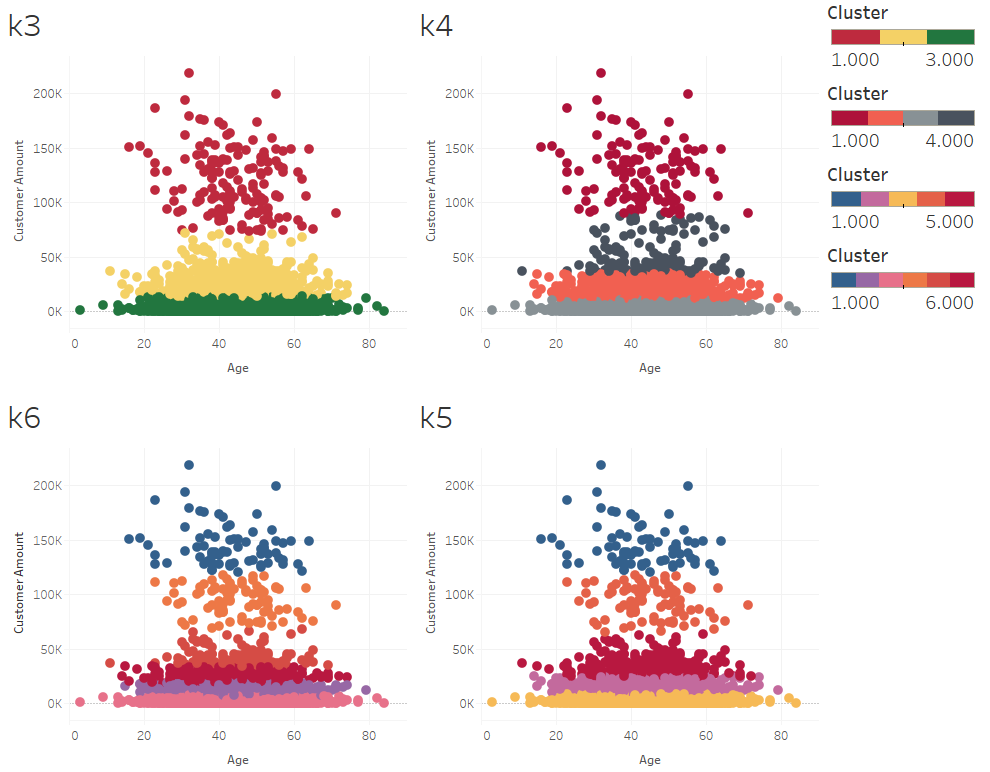 k3
200K
150K
100K
50K
0K
Customer Amount
0 20 40 60 80
Age
k4
200K
150K
100K
50K
0K
Customer Amount
0 20 40 60 80
Age
Cluster
1.000 3.000
Cluster
1.000 4.000
Cluster
1.000 5.000
Cluster
1.000 6.000
k6
200K
150K
100K
50K
0K
Customer Amount
0 20 40 60 80
Age
k5
200K
150K
100K
50K
0K
Customer Amount
0 20 40 60 80
Age